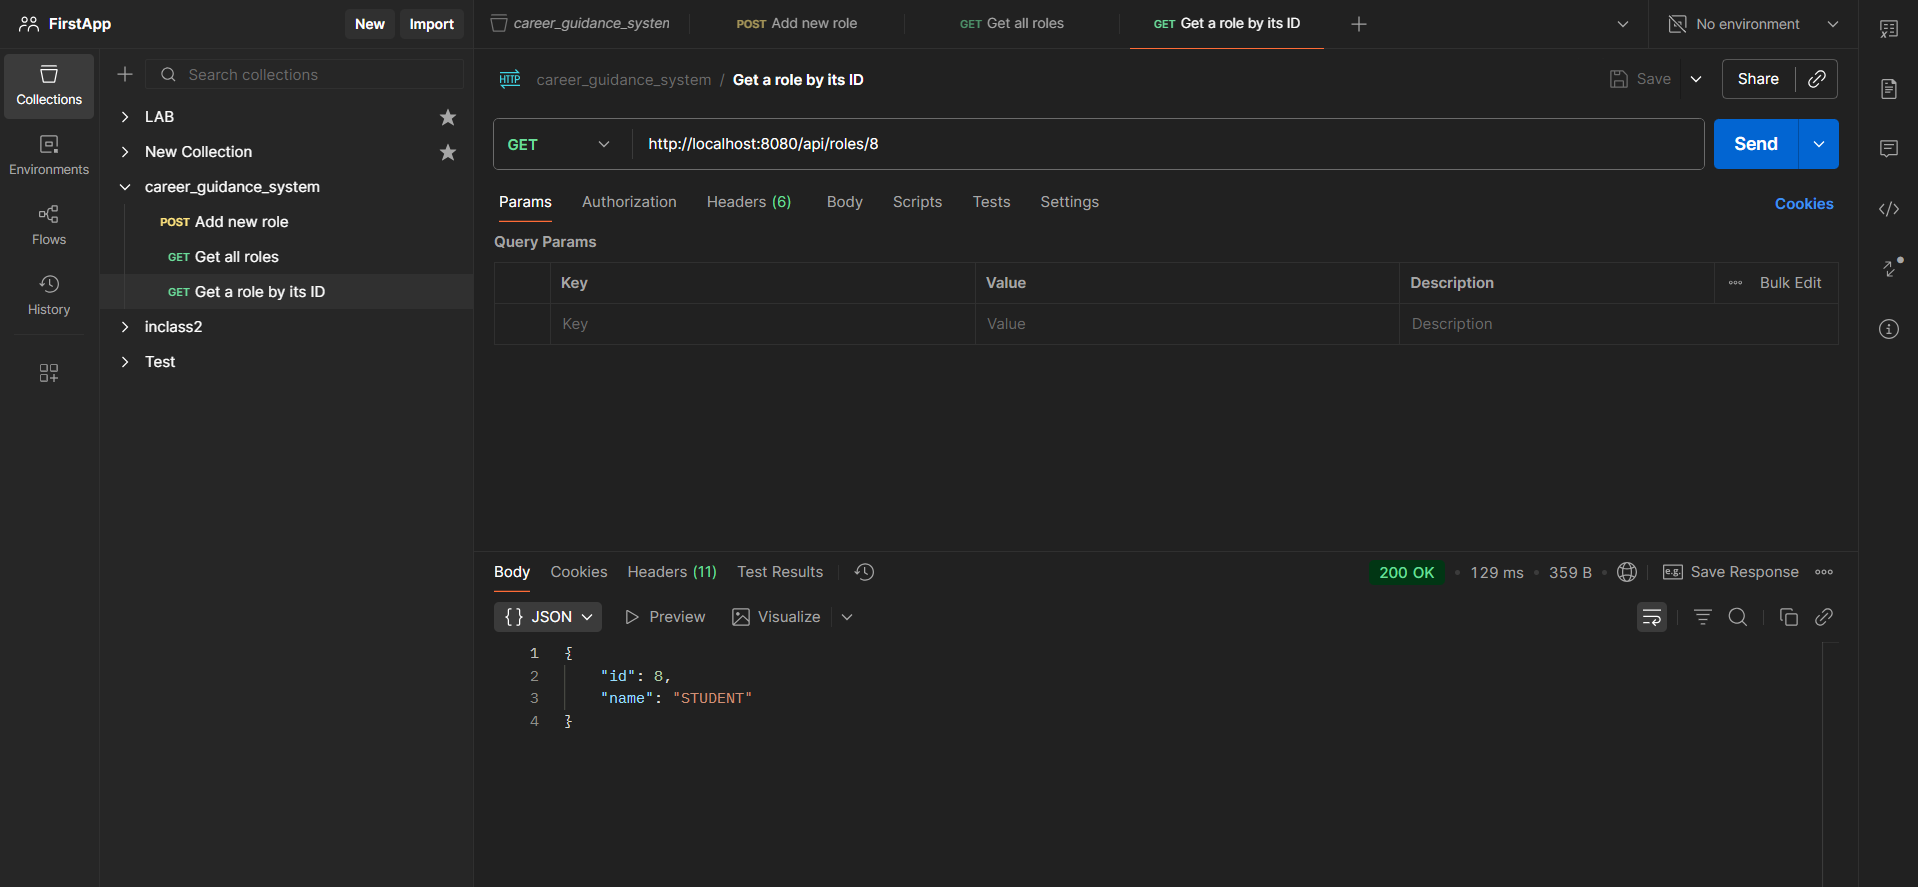 FirstApp
New
Import
career_guidance_system
POST Add new role
GET Get all roles
GET Get a role by its ID
No environment
Collections
Environments
Flows
History
Search collections
LAB
New Collection
career_guidance_system
POST Add new role
GET Get all roles
GET Get a role by its ID
inclass2
Test
HTTP career_guidance_system / Get a role by its ID
Save
Share
GET http://localhost:8080/api/roles/8
Send
Params Authorization Headers (6) Body Scripts Tests Settings
Cookies
Query Params
Key Value Description Bulk Edit
Key Value Description
Body Cookies Headers (11) Test Results
200 OK • 129 ms • 359 B •
e.g. Save Response
{} JSON Preview Visualize
1 {
2 "id": 8,
3 "name": "STUDENT"
4 }